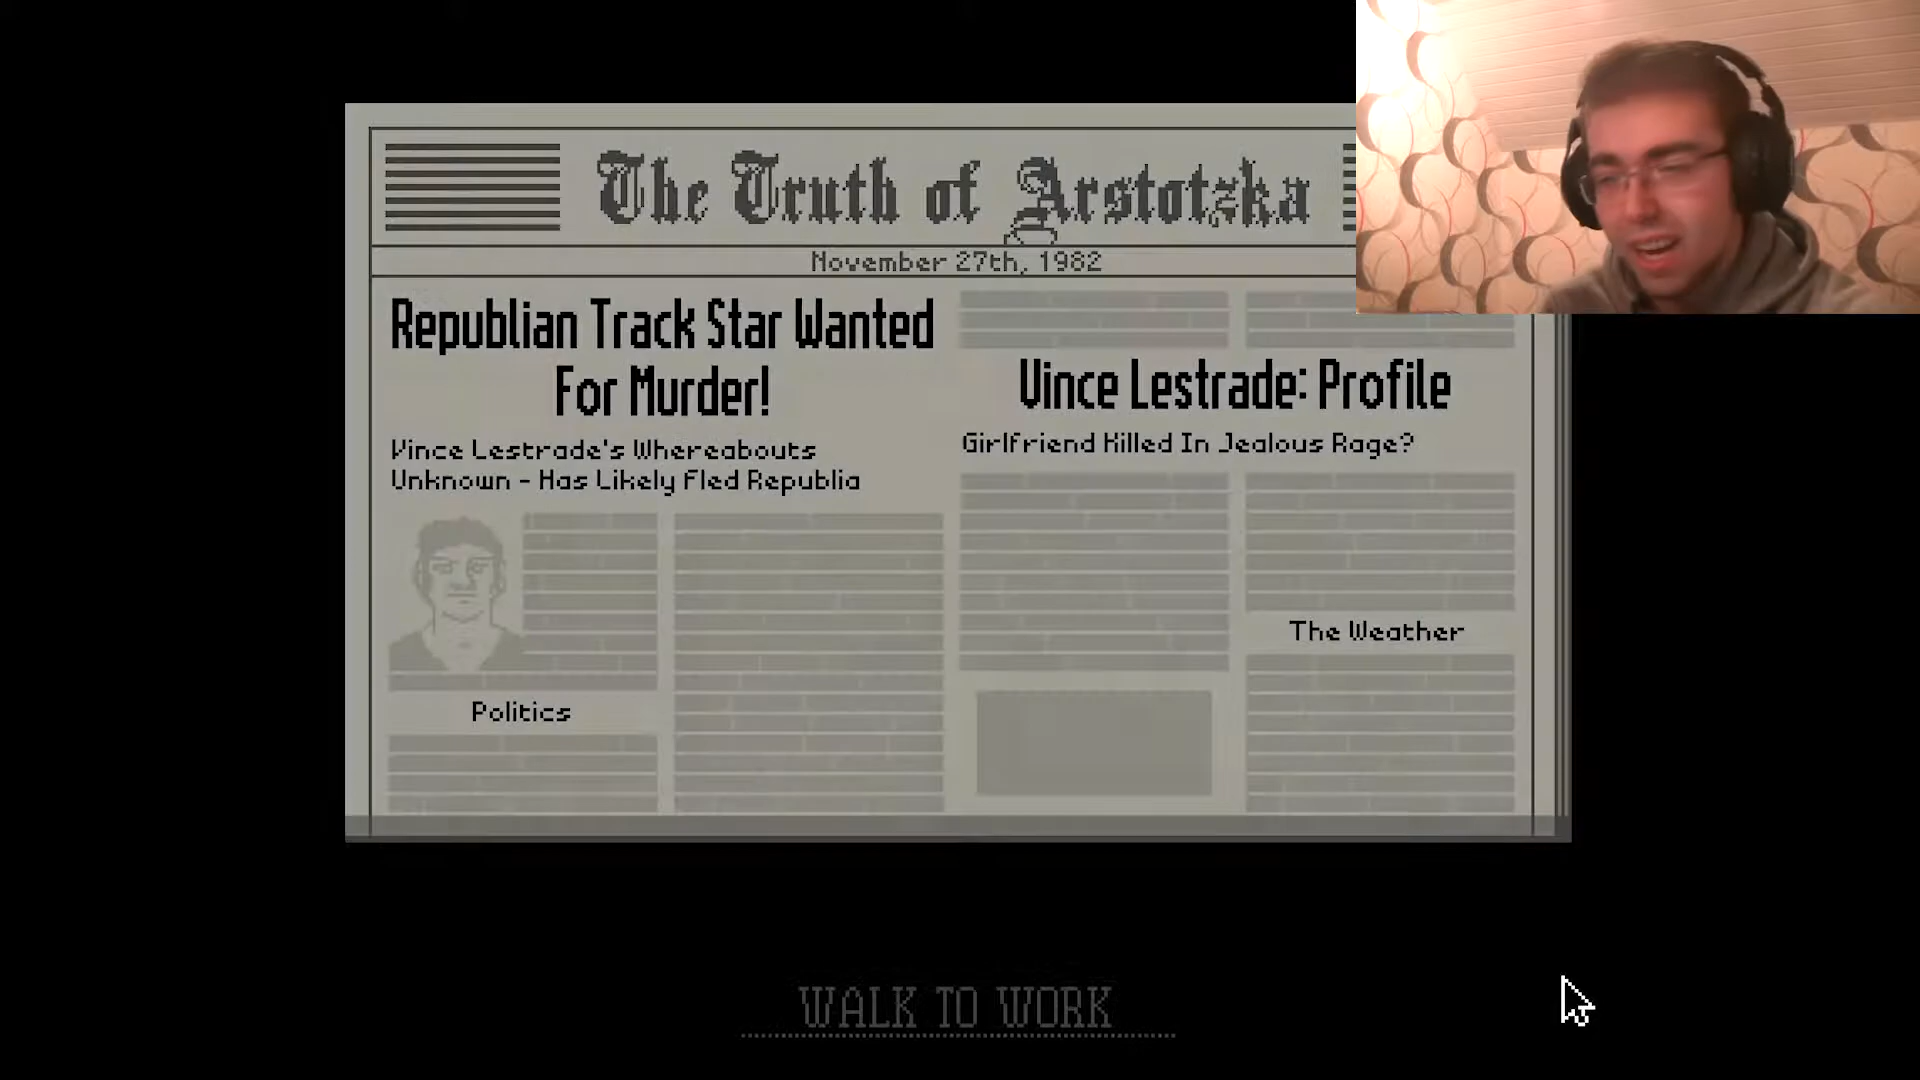 The Truth of Arstotzka
November 27th, 1982
Republian Track Star Wanted
For Murder!
Vince Lestrade's Whereabouts
Unknown - Has Likely Fled Republia
Politics
Vince Lestrade: Profile
Girlfriend Killed In Jealous Rage?
The Weather
WALK TO WORK